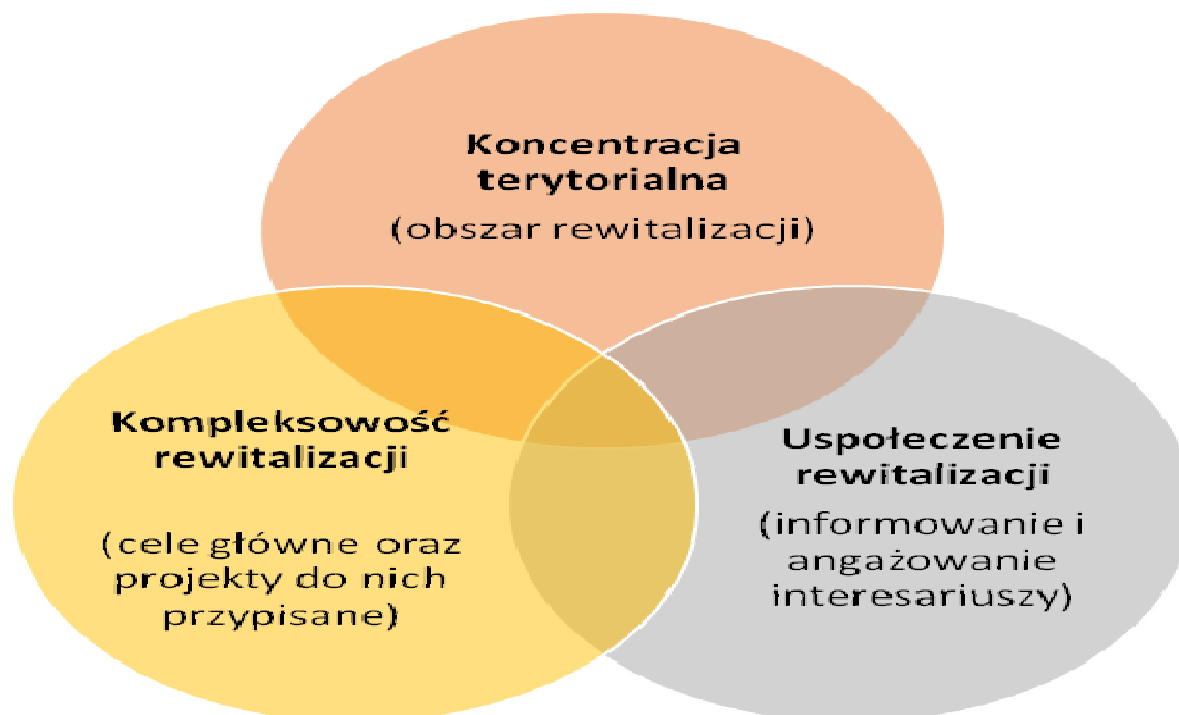 Koncentracja
terytorialna
(obszar rewitalizacji)
Kompleksowość
rewitalizacji
(cele główne oraz
projekty do nich
przypisane)
Uspołeczenie
rewitalizacji
(informowanie i
angażowanie
interesariuszy)